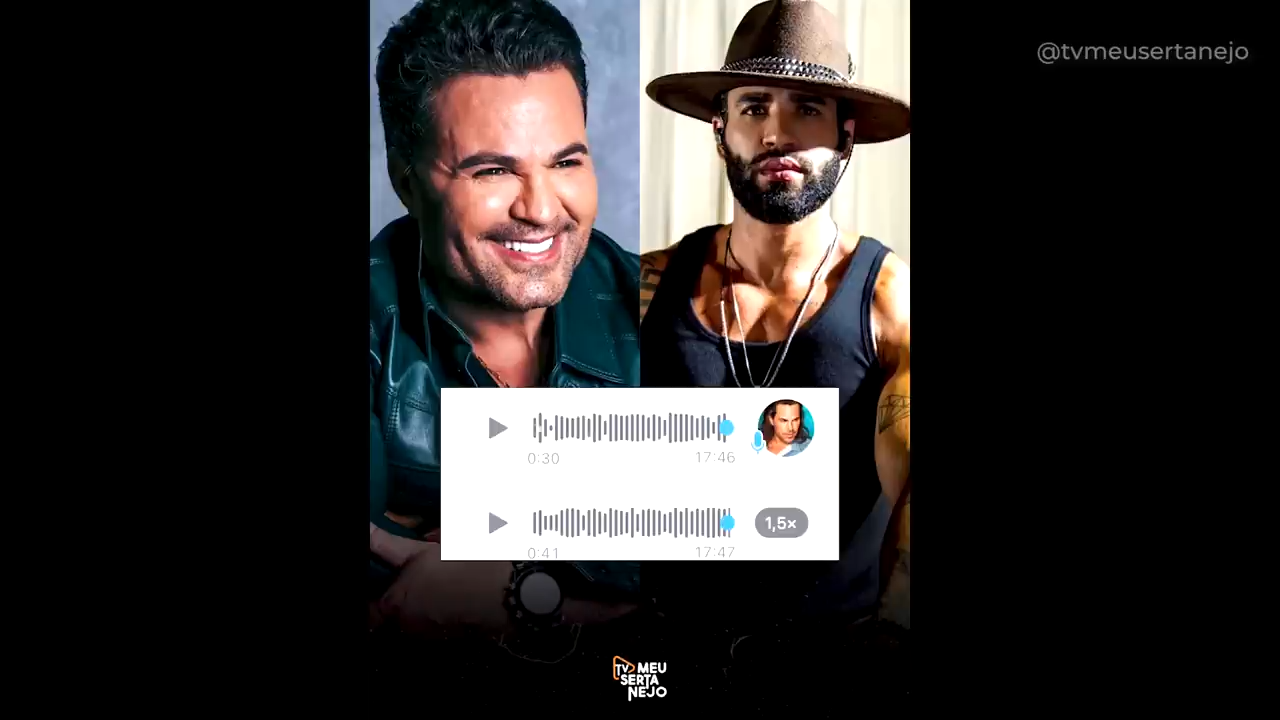 @tvmeusertanejo
0:30
17:46
0:41
17:47
1,5×
TV MEU
SERTA
NEJO